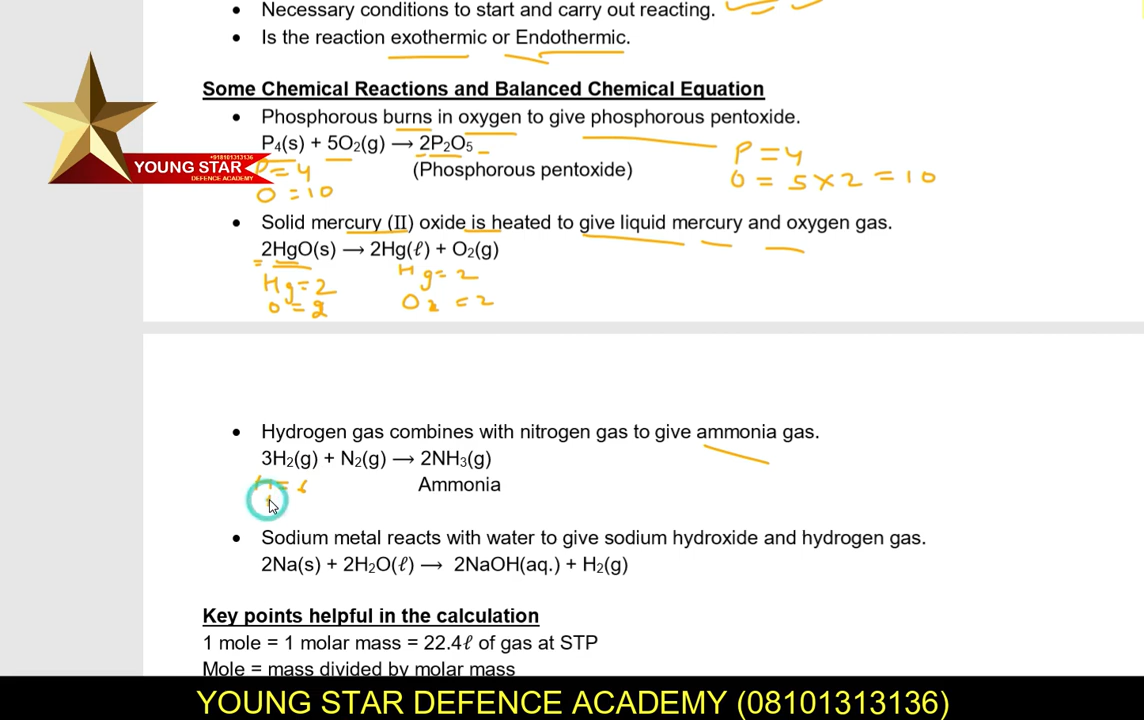 • Necessary conditions to start and carry out reacting.
• Is the reaction exothermic or Endothermic.
Some Chemical Reactions and Balanced Chemical Equation
• Phosphorous burns in oxygen to give phosphorous pentoxide.
P₄(s) + 5O₂(g) → 2P₂O₅
P = 4
(Phosphorous pentoxide)
P = 4
O = 10
O = 5 × 2 = 10
+918101313136
YOUNG STAR
DEFENCE ACADEMY
• Solid mercury (II) oxide is heated to give liquid mercury and oxygen gas.
2HgO(s) → 2Hg(ℓ) + O₂(g)
Hg = 2
Hg = 2
O = 2
O₂ = 2
• Hydrogen gas combines with nitrogen gas to give ammonia gas.
3H₂(g) + N₂(g) → 2NH₃(g)
H = 6
Ammonia
• Sodium metal reacts with water to give sodium hydroxide and hydrogen gas.
2Na(s) + 2H₂O(ℓ) → 2NaOH(aq.) + H₂(g)
Key points helpful in the calculation
1 mole = 1 molar mass = 22.4ℓ of gas at STP
Mole = mass divided by molar mass
YOUNG STAR DEFENCE ACADEMY (08101313136)